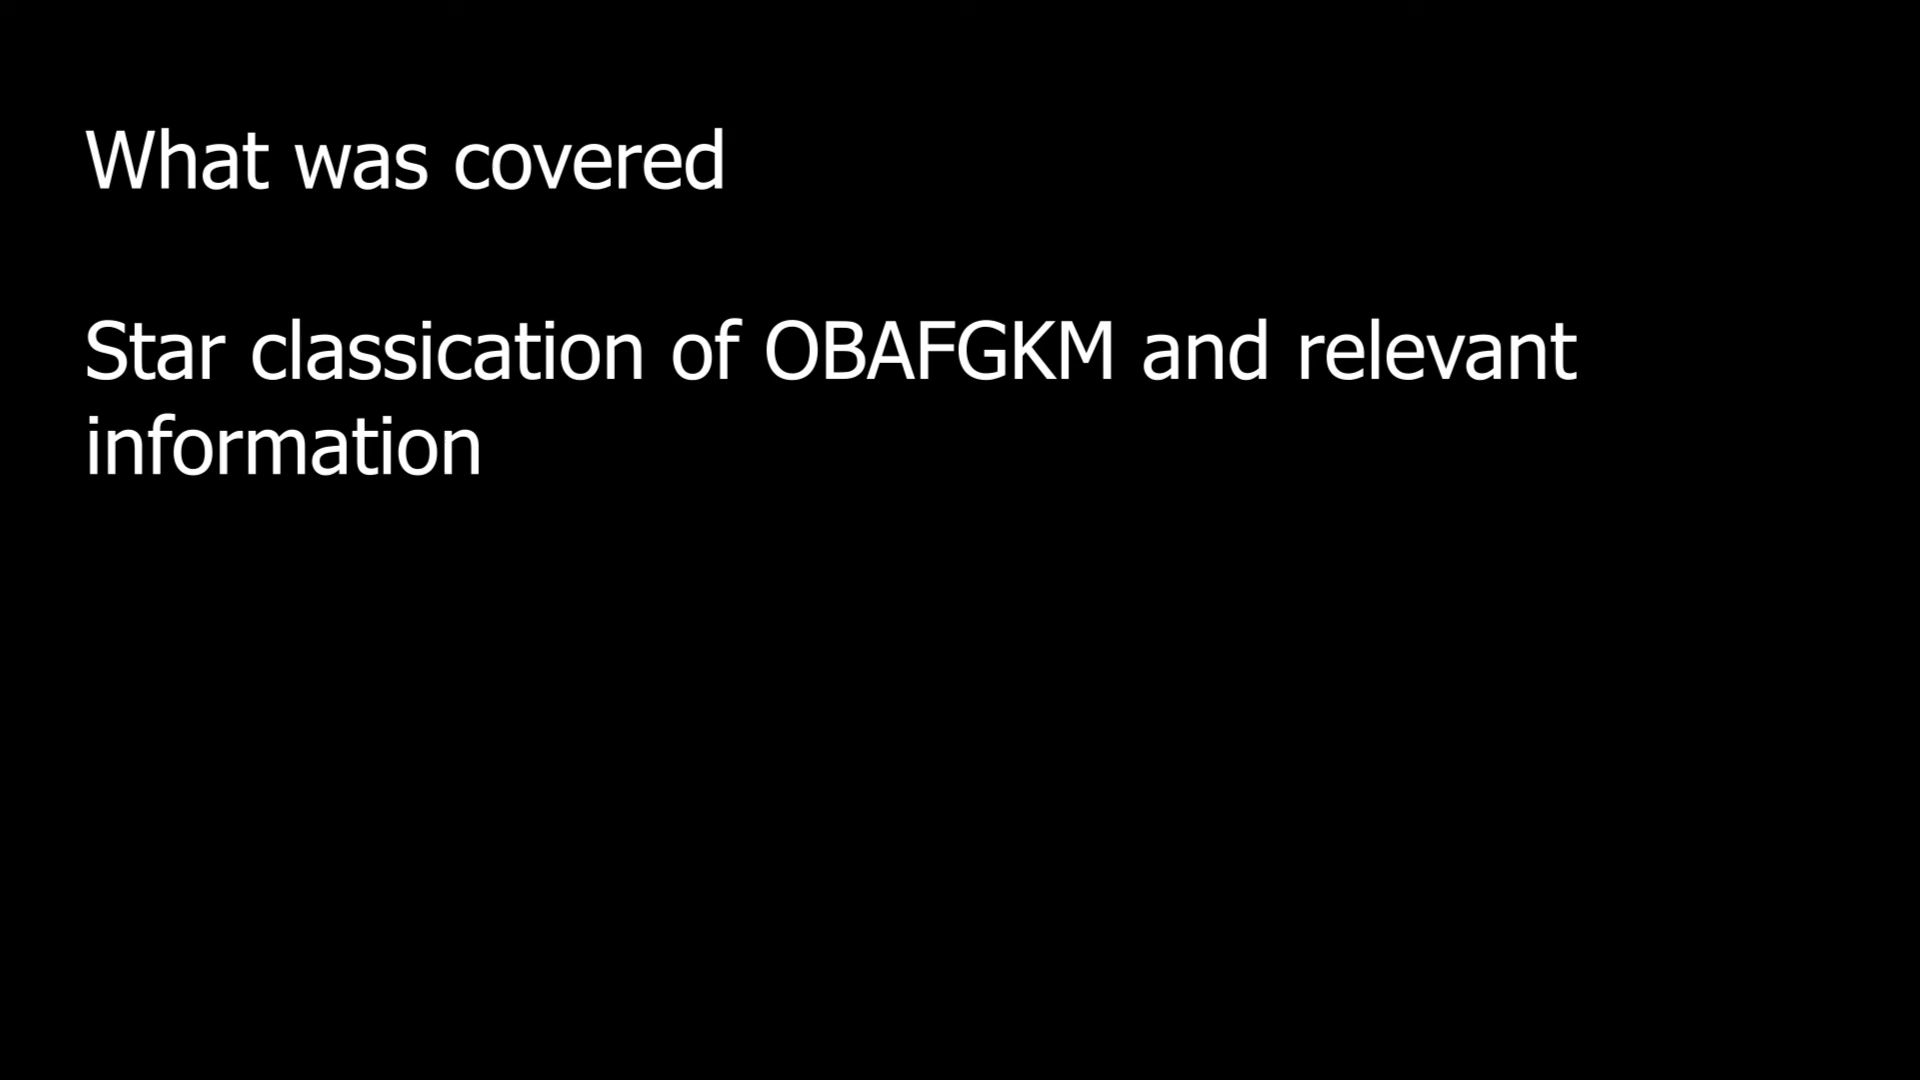 What was covered
Star classication of OBAFGKM and relevant
information